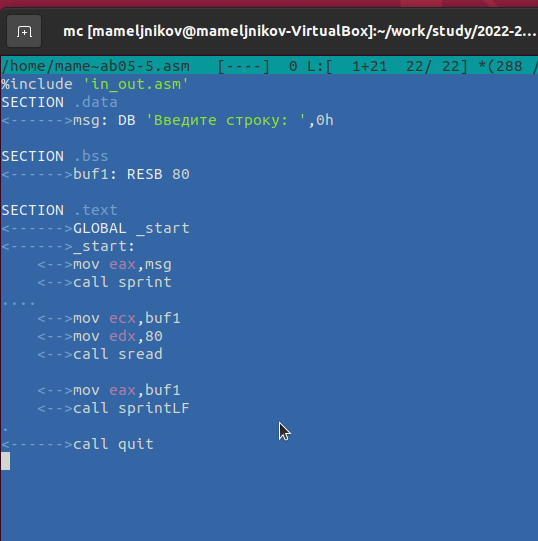 mc [mameljnikov@mameljnikov-VirtualBox]:~/work/study/2022-2...
/home/mame~ab05-5.asm [----] 0 L:[ 1+21 22/ 22] *(288 /
%include 'in_out.asm'
SECTION .data
<------>msg: DB 'Введите строку: ',0h
SECTION .bss
<------>buf1: RESB 80
SECTION .text
<------>GLOBAL _start
<------>_start:
<-->mov eax,msg
<-->call sprint
....
<-->mov ecx,buf1
<-->mov edx,80
<-->call sread
<-->mov eax,buf1
<-->call sprintLF
.
<------>call quit